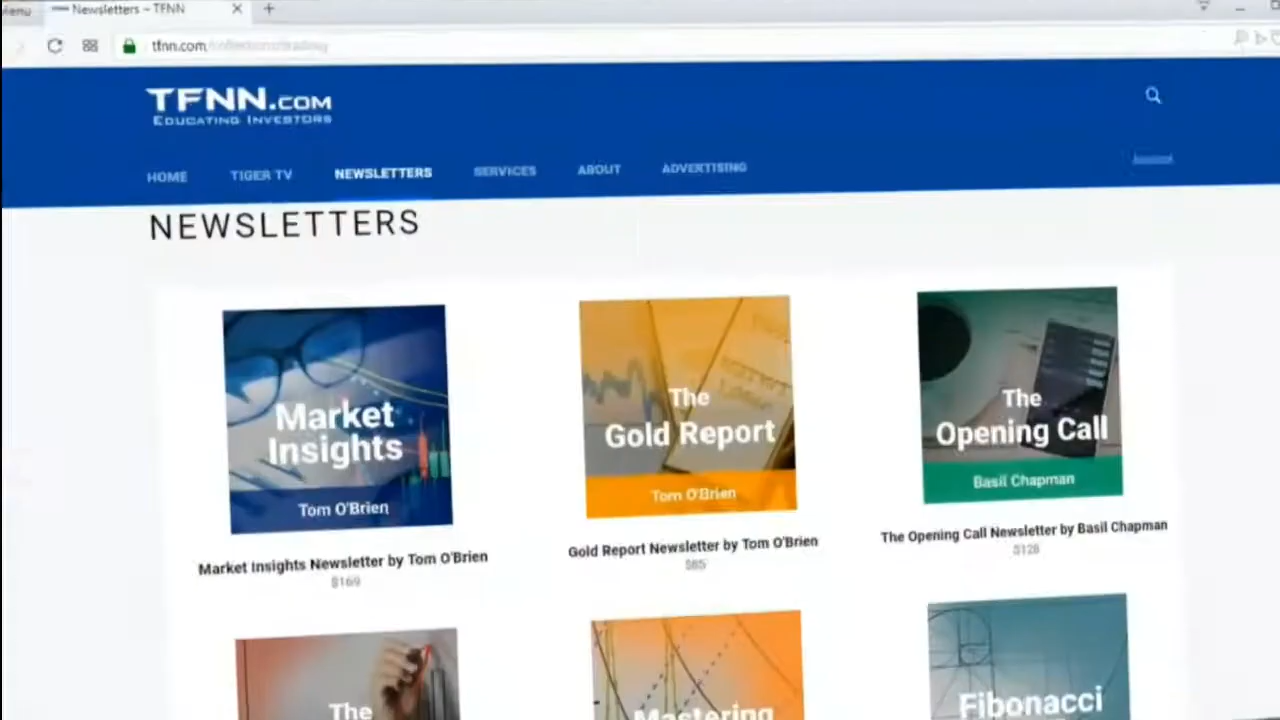 Newsletters – TFNN
tfnn.com
TFNN.COM
EDUCATING INVESTORS
HOME TIGER TV NEWSLETTERS SERVICES ABOUT ADVERTISING
NEWSLETTERS
Market
Insights
Tom O'Brien
Market Insights Newsletter by Tom O'Brien
$169
The
Gold Report
Tom O'Brien
Gold Report Newsletter by Tom O'Brien
The
Opening Call
Basil Chapman
The Opening Call Newsletter by Basil Chapman
The
Mastering
Fibonacci